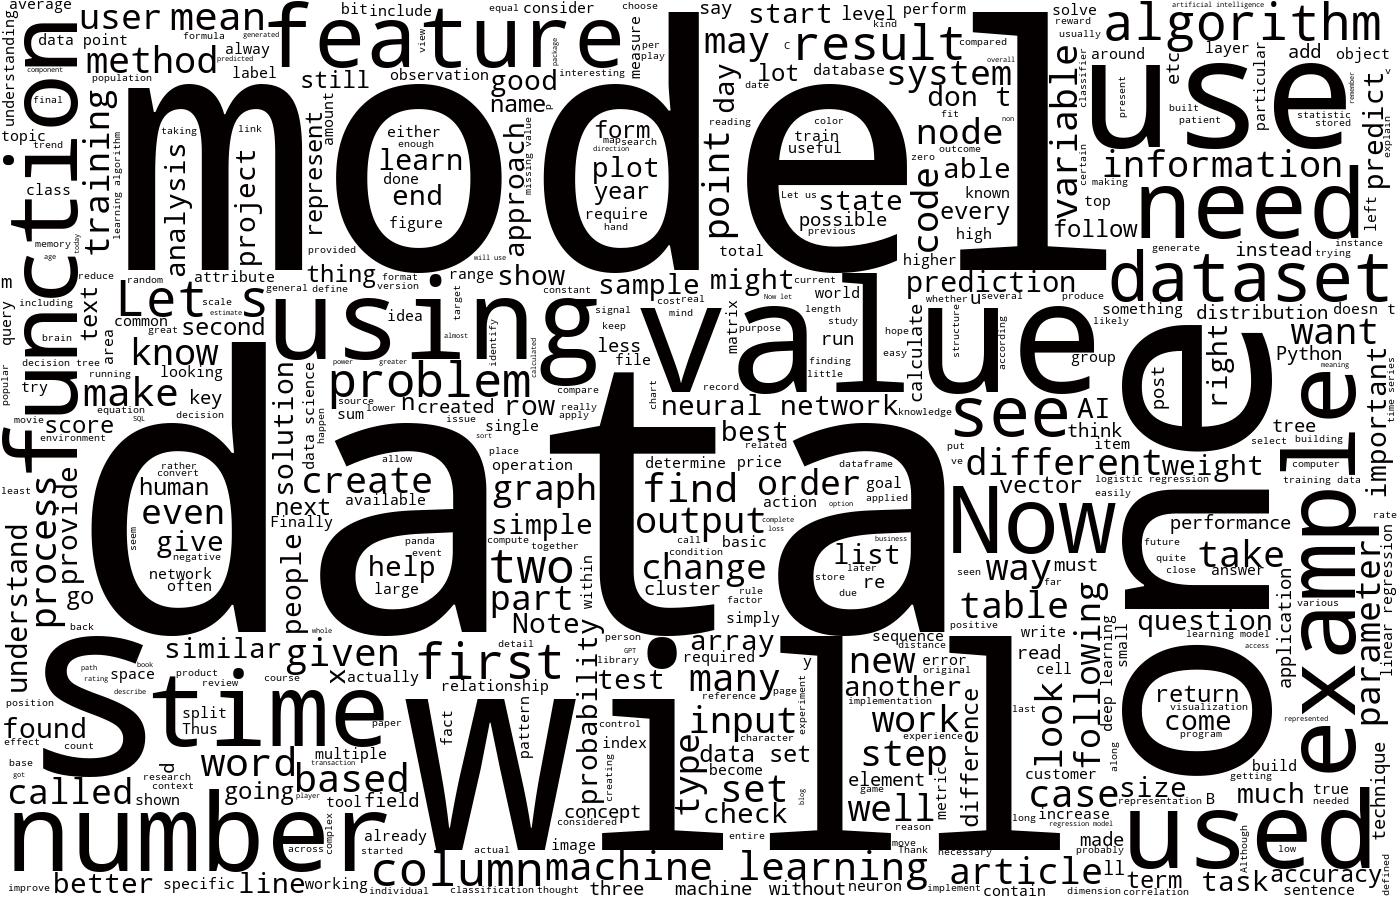 average
understanding
user mean
bit include
equal consider
choose
say
start level
perform
solve
artificial intelligence
algorithm
data point
formula generated
feature
view
package
measure
per
play
may
c
result
kind
compared
reward
usually
around
layer
add object
etc
particular
method
alway
predicted
label
still
observation
good
interesting
day
lot database
system
overall
variable
classifier
use
present
built
patient
statistic
stored
remember
predict
v
explain
component
final
population
training
model
name
p
date
don t
fit
non
topic
trend
function
class
memory
age
today
learning algorithm
taking
link
analysis
project
represent
amount
either
enough
learn
done
end
figure
approach
missing value
form
map search
direction
plot
year
require
hand
reading
point
color
train
useful
Let us state
possible
previous
node
outcome
zero
able
code
known
every
high
certain
making
top
follow
information
need
left
provided
will use
total
higher
generate
instead
instance
trying
m
reduce
random
attribute
thing
format
version
range show
sample
might
current
prediction
dataset
query
including
text
Let s
scale
estimate
general define
using
target
constant
signal
cost real
mind
matrix
Now let
purpose
world
length
study
whether
u
several
produce
something
distribution
doesn t
brain
area
common
great
second
idea
almost
identify
keep
less
file
value
run
finding
little
hope
easy
calculate
structure
according
likely
group
want
Python
meaning
decision tree
running
know
looking
power
greater
problem
calculated
compare
record
right
post
popular
try
make
key
solution
source
sum
lower
n
created
issue
row
really
apply
chart
neural network
knowledge
see
AI
think
important
time series
movie
equation
SQL
decision
score
environment
data science
happen
sort
single
best
related
put
item
tree
select
building
example
place
rather
convert
human
even
give
negative
network
often
seem
data
allow
create
available
next
Finally
operation
graph
determine
price
dataframe
find
order
goal
action
applied
option
ve
different
weight
vector
logistic regression
easily
computer
training data
least
process
provide
panda
event
help
large
simple
compute
together
output
complete
loss
call
basic
condition
business
list
later
store
re
due
Now
performance
future
quite
close
take
answer
one
rate
understand
go
people
two
part
Note
within
change
cluster
rule
factor
simply
seen
way
far
must
table
application
various
parameter
linear regression
back
whole
positive
following
question
learning model
access
similar
given
detail
first
person
array
sequence
distance
write
small
deep learning
path
book
rating
space
describe
product
review
course
x
actually
relationship
probability
library
GPT
test
required
many
y
new
error
original
another
read
cell
return
visualization
come
program
position
found
effect
count
time
split
Thus
paper
will
fact
pattern
control
index
reference
page
input
character
experiment
implementation
work
experience
difference
last
look
along
represented
base
got
research
context
d
word
multiple
transaction
based
creating
type
data set
become
step
element
game
metric
customer
build
getting
technique
called
shown
going
player
tool field
concept
considered
set
blog
check
well
reason
case
size
representation
B
much
true
needed
number
complex
across
already
started
actual
image
entire
move
Thank
necessary
long
increase
regression model
made
probably
used
Although
low
improve
better
specific
line
working
column
individual
classification
thought
machine learning
three
machine
without
neuron
article
implement
contain
ll
dimension
term
correlation
task
accuracy
sentence
defined